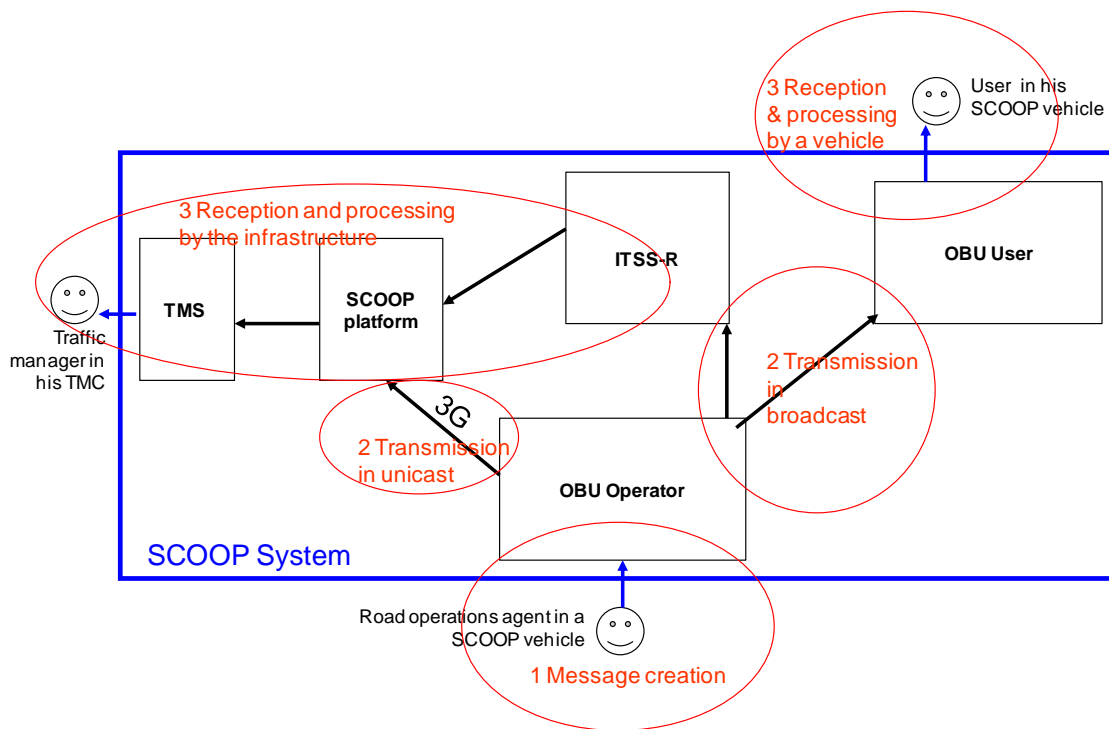 3 Reception
& processing
by a vehicle
User in his
SCOOP vehicle
3 Reception and processing
by the infrastructure
ITSS-R
OBU User
TMS
SCOOP
platform
Traffic
manager in
his TMC
2 Transmission
in
broadcast
3G
2 Transmission
in unicast
OBU Operator
SCOOP System
Road operations agent in a
SCOOP vehicle
1 Message creation